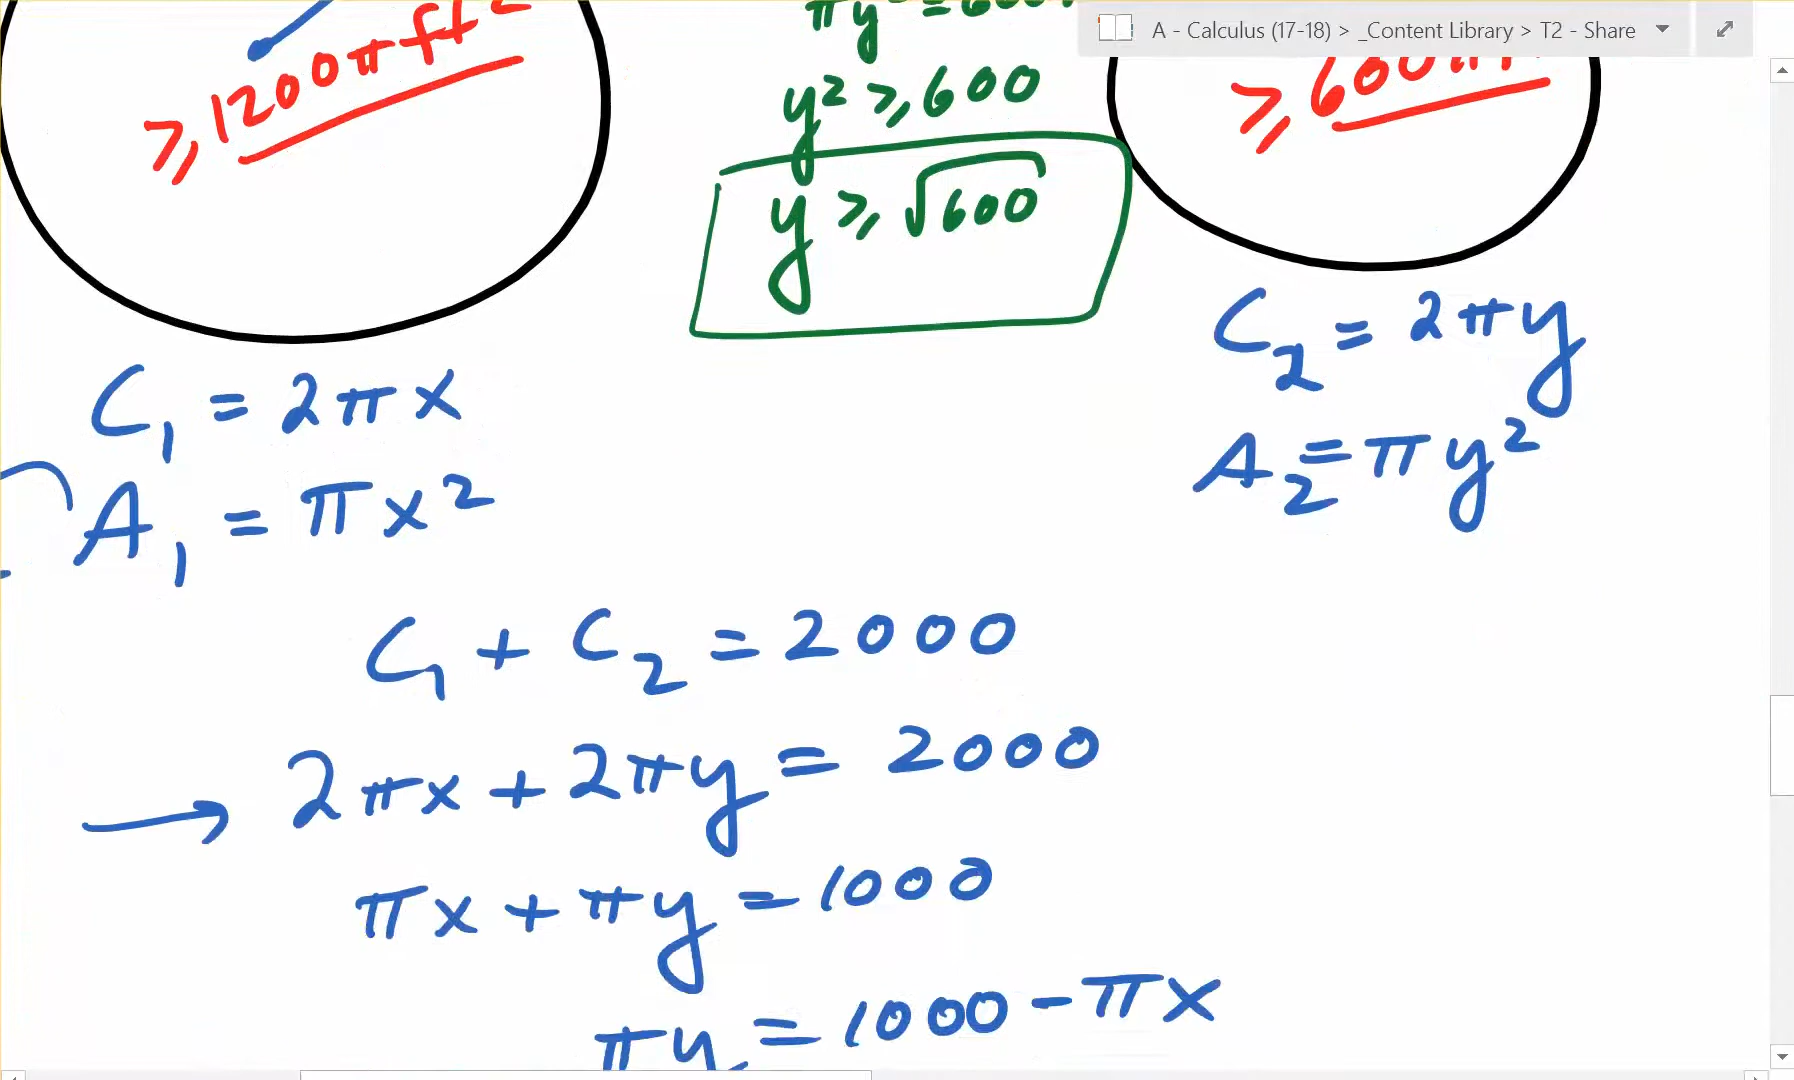 A - Calculus (17-18) > _Content Library > T2 - Share
≥ 1200π ft²
y² ≥ 600
y ≥ √600
C₁ = 2πx
A₁ = πx²
C₂ = 2πy
A₂ = πy²
C₁ + C₂ = 2000
→ 2πx + 2πy = 2000
πx + πy = 1000
πy = 1000 - πx